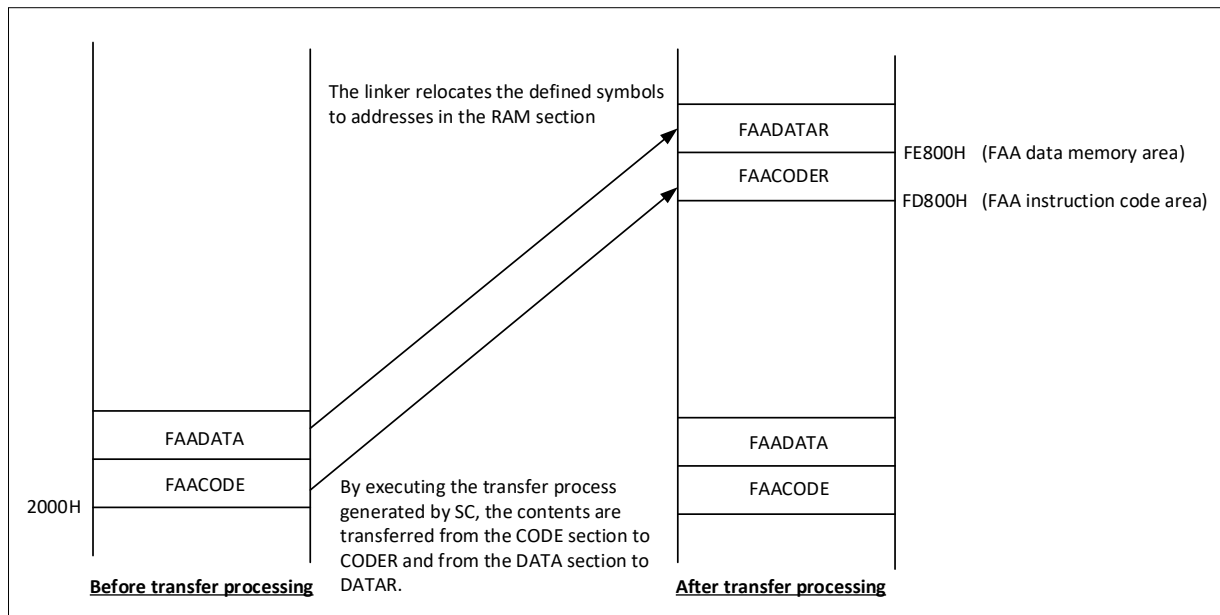 The linker relocates the defined symbols
to addresses in the RAM section
FAADATAR
FE800H (FAA data memory area)
FAACODER
FD800H (FAA instruction code area)
FAADATA
FAACODE
2000H
By executing the transfer process
generated by SC, the contents are
transferred from the CODE section to
CODER and from the DATA section to
DATAR.
FAADATA
FAACODE
Before transfer processing
After transfer processing